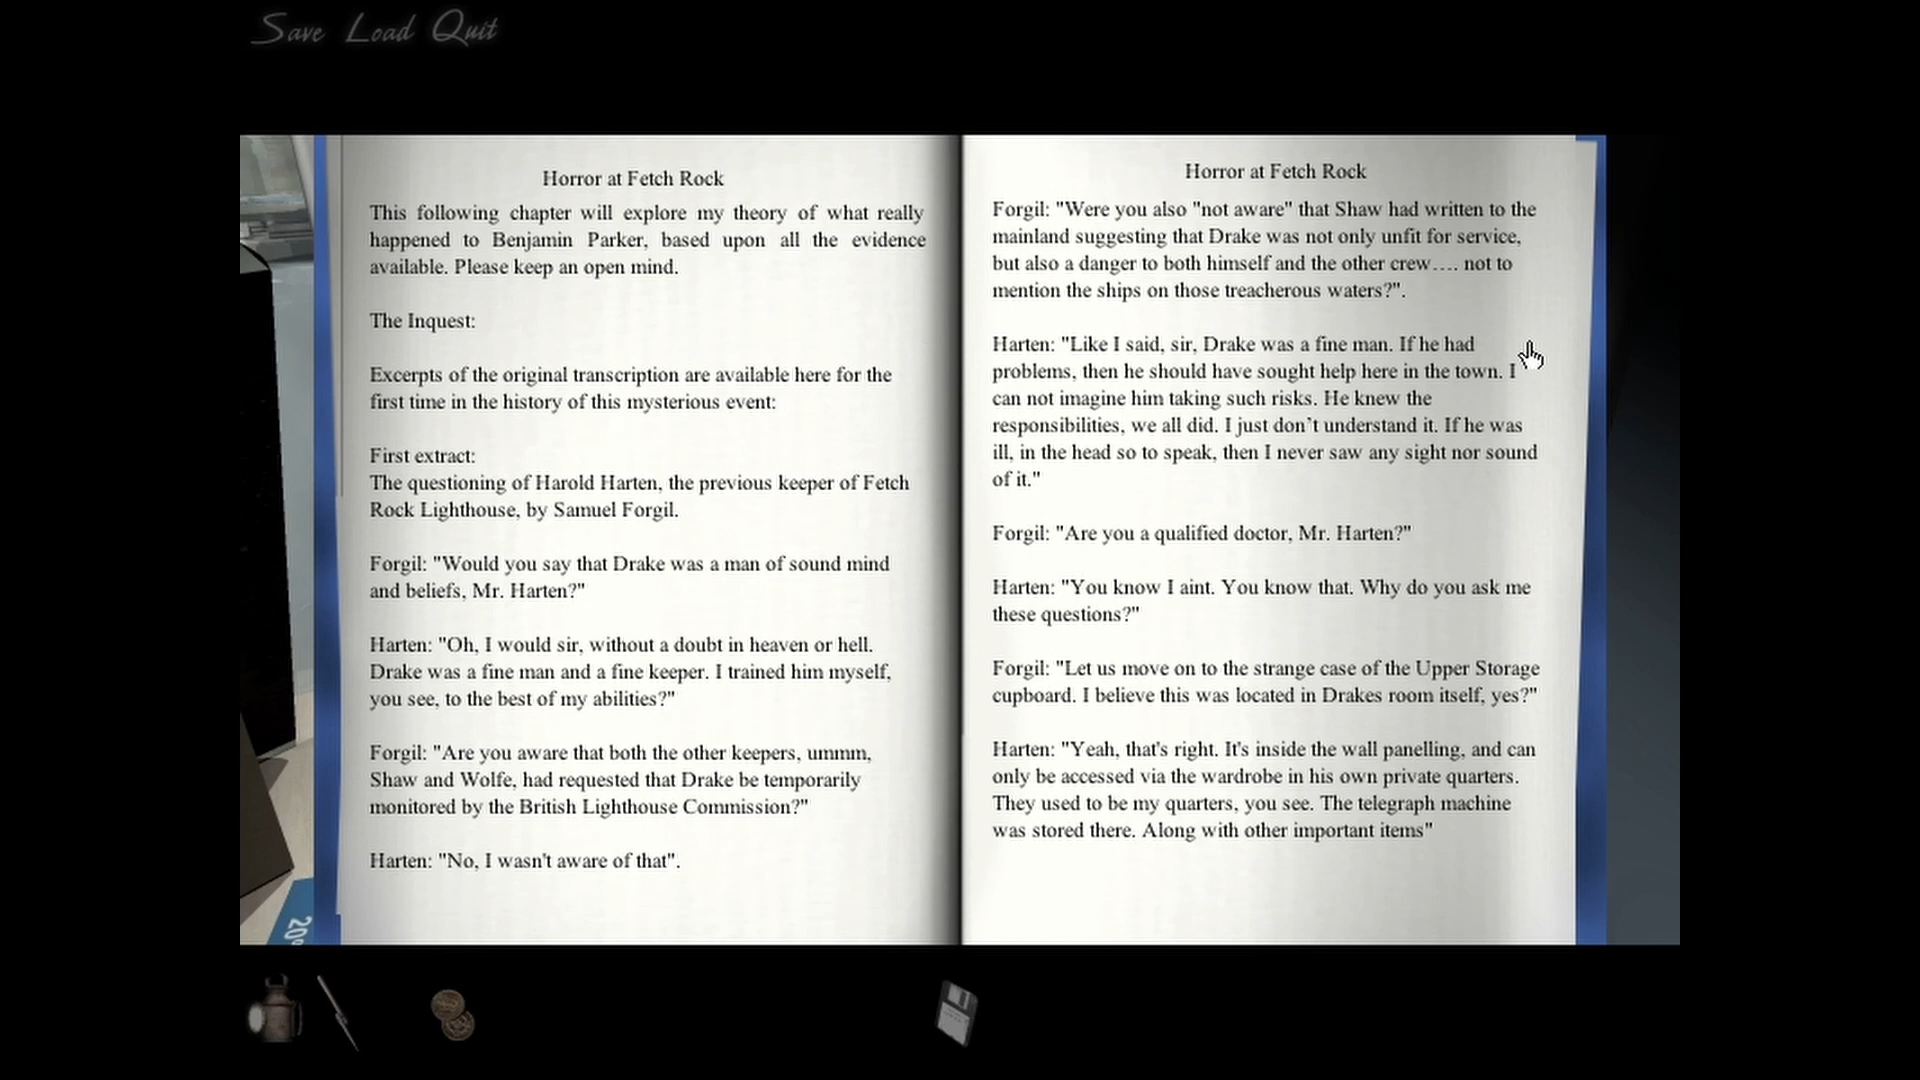 Save Load Quit
Horror at Fetch Rock
This following chapter will explore my theory of what really
happened to Benjamin Parker, based upon all the evidence
available. Please keep an open mind.
The Inquest:
Excerpts of the original transcription are available here for the
first time in the history of this mysterious event:
First extract:
The questioning of Harold Harten, the previous keeper of Fetch
Rock Lighthouse, by Samuel Forgil.
Forgil: "Would you say that Drake was a man of sound mind
and beliefs, Mr. Harten?"
Harten: "Oh, I would sir, without a doubt in heaven or hell.
Drake was a fine man and a fine keeper. I trained him myself,
you see, to the best of my abilities?"
Forgil: "Are you aware that both the other keepers, ummm,
Shaw and Wolfe, had requested that Drake be temporarily
monitored by the British Lighthouse Commission?"
Harten: "No, I wasn't aware of that".
Horror at Fetch Rock
Forgil: "Were you also "not aware" that Shaw had written to the
mainland suggesting that Drake was not only unfit for service,
but also a danger to both himself and the other crew…. not to
mention the ships on those treacherous waters?".
Harten: "Like I said, sir, Drake was a fine man. If he had
problems, then he should have sought help here in the town. I
can not imagine him taking such risks. He knew the
responsibilities, we all did. I just don’t understand it. If he was
ill, in the head so to speak, then I never saw any sight nor sound
of it."
Forgil: "Are you a qualified doctor, Mr. Harten?"
Harten: "You know I aint. You know that. Why do you ask me
these questions?"
Forgil: "Let us move on to the strange case of the Upper Storage
cupboard. I believe this was located in Drakes room itself, yes?"
Harten: "Yeah, that's right. It's inside the wall panelling, and can
only be accessed via the wardrobe in his own private quarters.
They used to be my quarters, you see. The telegraph machine
was stored there. Along with other important items"